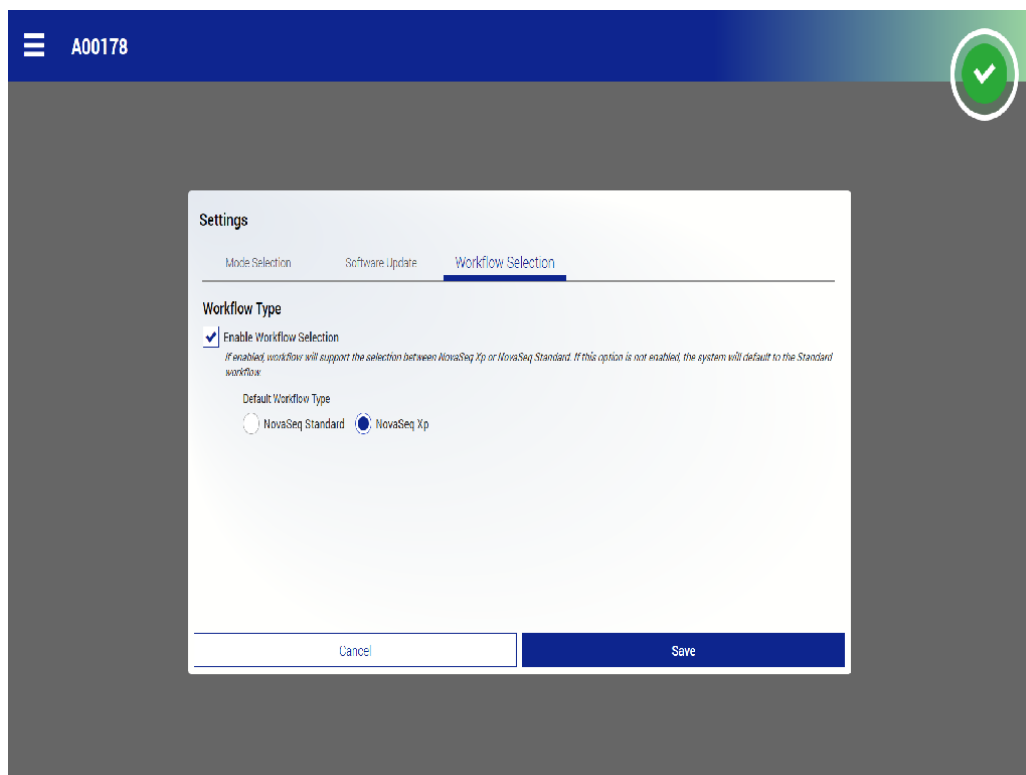 A00178
Settings
Mode Selection Software Update Workflow Selection
Workflow Type
Enable Workflow Selection
If enabled, workflow will support the selection between NovaSeq Xp or NovaSeq Standard. If this option is not enabled, the system will default to the Standard
workflow.
Default Workflow Type
NovaSeq Standard NovaSeq Xp
Cancel Save